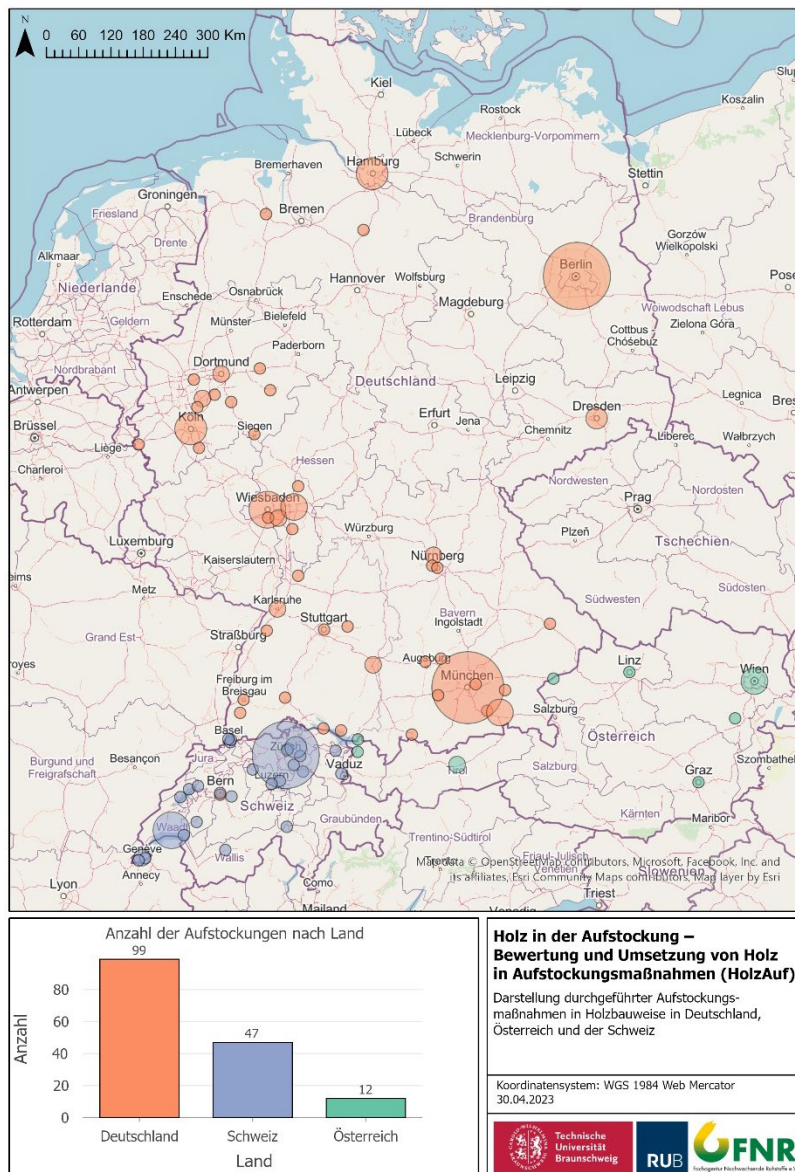 N
0 60 120 180 240 300 Km
Kiel
Rostock
Koszalin
Lübeck
Mecklenburg-Vorpommern
Hamburg
Schwerin
Bremerhaven
Stettin
Groningen
Friesland
Bremen
Brandenburg
Drente
Gorzów
Wielkopolski
Alkmaar
Berlin
Niederlande
Hannover
Wolfsburg
Enschede
Osnabrück
Magdeburg
Woiwodschaft Lebus
Rotterdam
Geldern
Münster
Bielefeld
Cottbus
Chóśebuz
Zielona Góra
Paderborn
Nordbrabant
Dortmund
Deutschland
Leipzig
Antwerpen
Legnica
Brüssel
Köln
Siegen
Erfurt
Jena
Dresden
Chemnitz
Liberec
Wałbrzych
Liège
Charleroi
Hessen
Nordwesten
Nordosten
Wiesbaden
Prag
Würzburg
Luxemburg
Plzeň
Tschechien
Kaiserslautern
Nürnberg
Metz
Südwesten
Südosten
Karlsruhe
Bayern
Grand Est
Stuttgart
Ingolstadt
Straßburg
Augsburg
Linz
Wien
München
Freiburg im
Breisgau
Salzburg
Österreich
Basel
Burgund und
Freigrafschaft
Besançon
Jura
Zürich
Vaduz
Szombathely
Luzern
Tirol
Salzburg
Graz
Bern
Schweiz
Graubünden
Kärnten
Maribor
Waadt
Genève
Wallis
Trentino-Südtirol
Annecy
Lyon
Como
Mailand
Triest
Slowenien
Map data © OpenStreetMap contributors, Microsoft, Facebook, Inc. and
its affiliates, Esri Community Maps contributors, Map layer by Esri
Anzahl der Aufstockungen nach Land
99
80
60
47
40
20
12
0
Anzahl
Deutschland
Schweiz
Österreich
Land
Holz in der Aufstockung –
Bewertung und Umsetzung von Holz
in Aufstockungsmaßnahmen (HolzAuf)
Darstellung durchgeführter Aufstockungs-
maßnahmen in Holzbauweise in Deutschland,
Österreich und der Schweiz
Koordinatensystem: WGS 1984 Web Mercator
30.04.2023
Technische
Universität
Braunschweig
RUB
FNR
Fachagentur Nachwachsende Rohstoffe e.V.